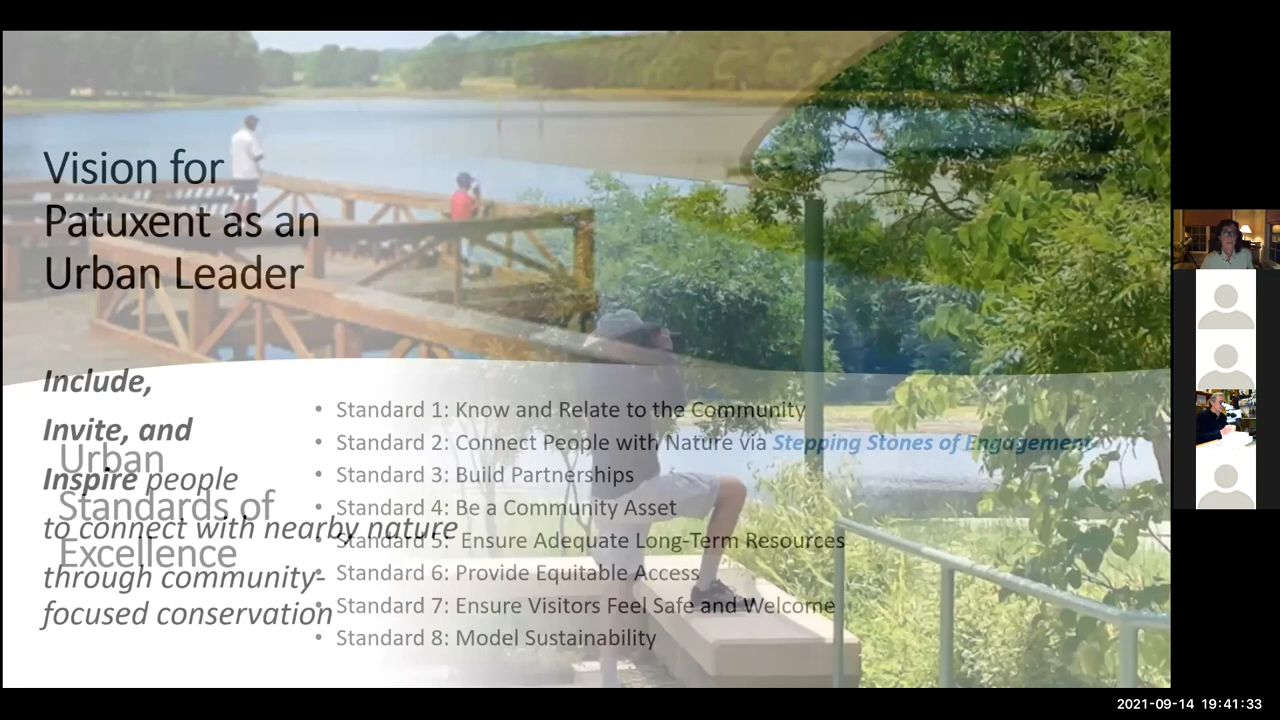 Vision for
Patuxent as an
Urban Leader
Include,
Invite, and
Inspire people
to connect with nearby nature
through community-
focused conservation
Urban
Standards of
Excellence
• Standard 1: Know and Relate to the Community
• Standard 2: Connect People with Nature via Stepping Stones of Engagement
• Standard 3: Build Partnerships
• Standard 4: Be a Community Asset
• Standard 5: Ensure Adequate Long-Term Resources
• Standard 6: Provide Equitable Access
• Standard 7: Ensure Visitors Feel Safe and Welcome
• Standard 8: Model Sustainability
2021-09-14 19:41:33